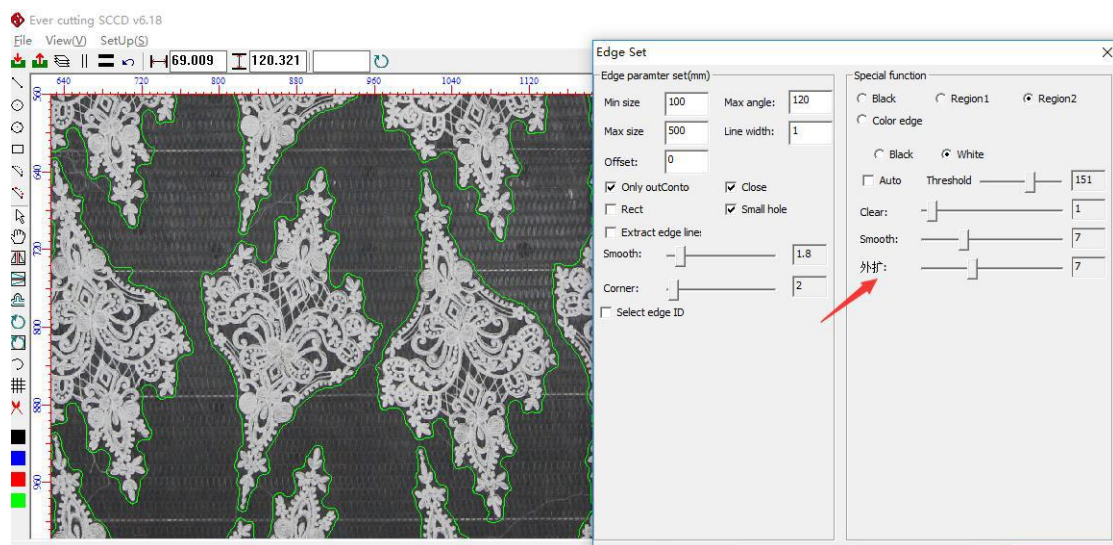 Ever cutting SCCD v6.18
File View(V) SetUp(S)
69.009 120.321
640 720 800 880 960 1040 1120
560
640
720
800
880
960
Edge Set
Edge paramter set(mm)
Min size 100 Max angle: 120
Max size 500 Line width: 1
Offset: 0
Only outConto Close
Rect Small hole
Extract edge line:
Smooth: 1.8
Corner: 2
Select edge ID
Special function
Black Region1 Region2
Color edge
Black White
Auto Threshold 151
Clear: 1
Smooth: 7
外扩: 7